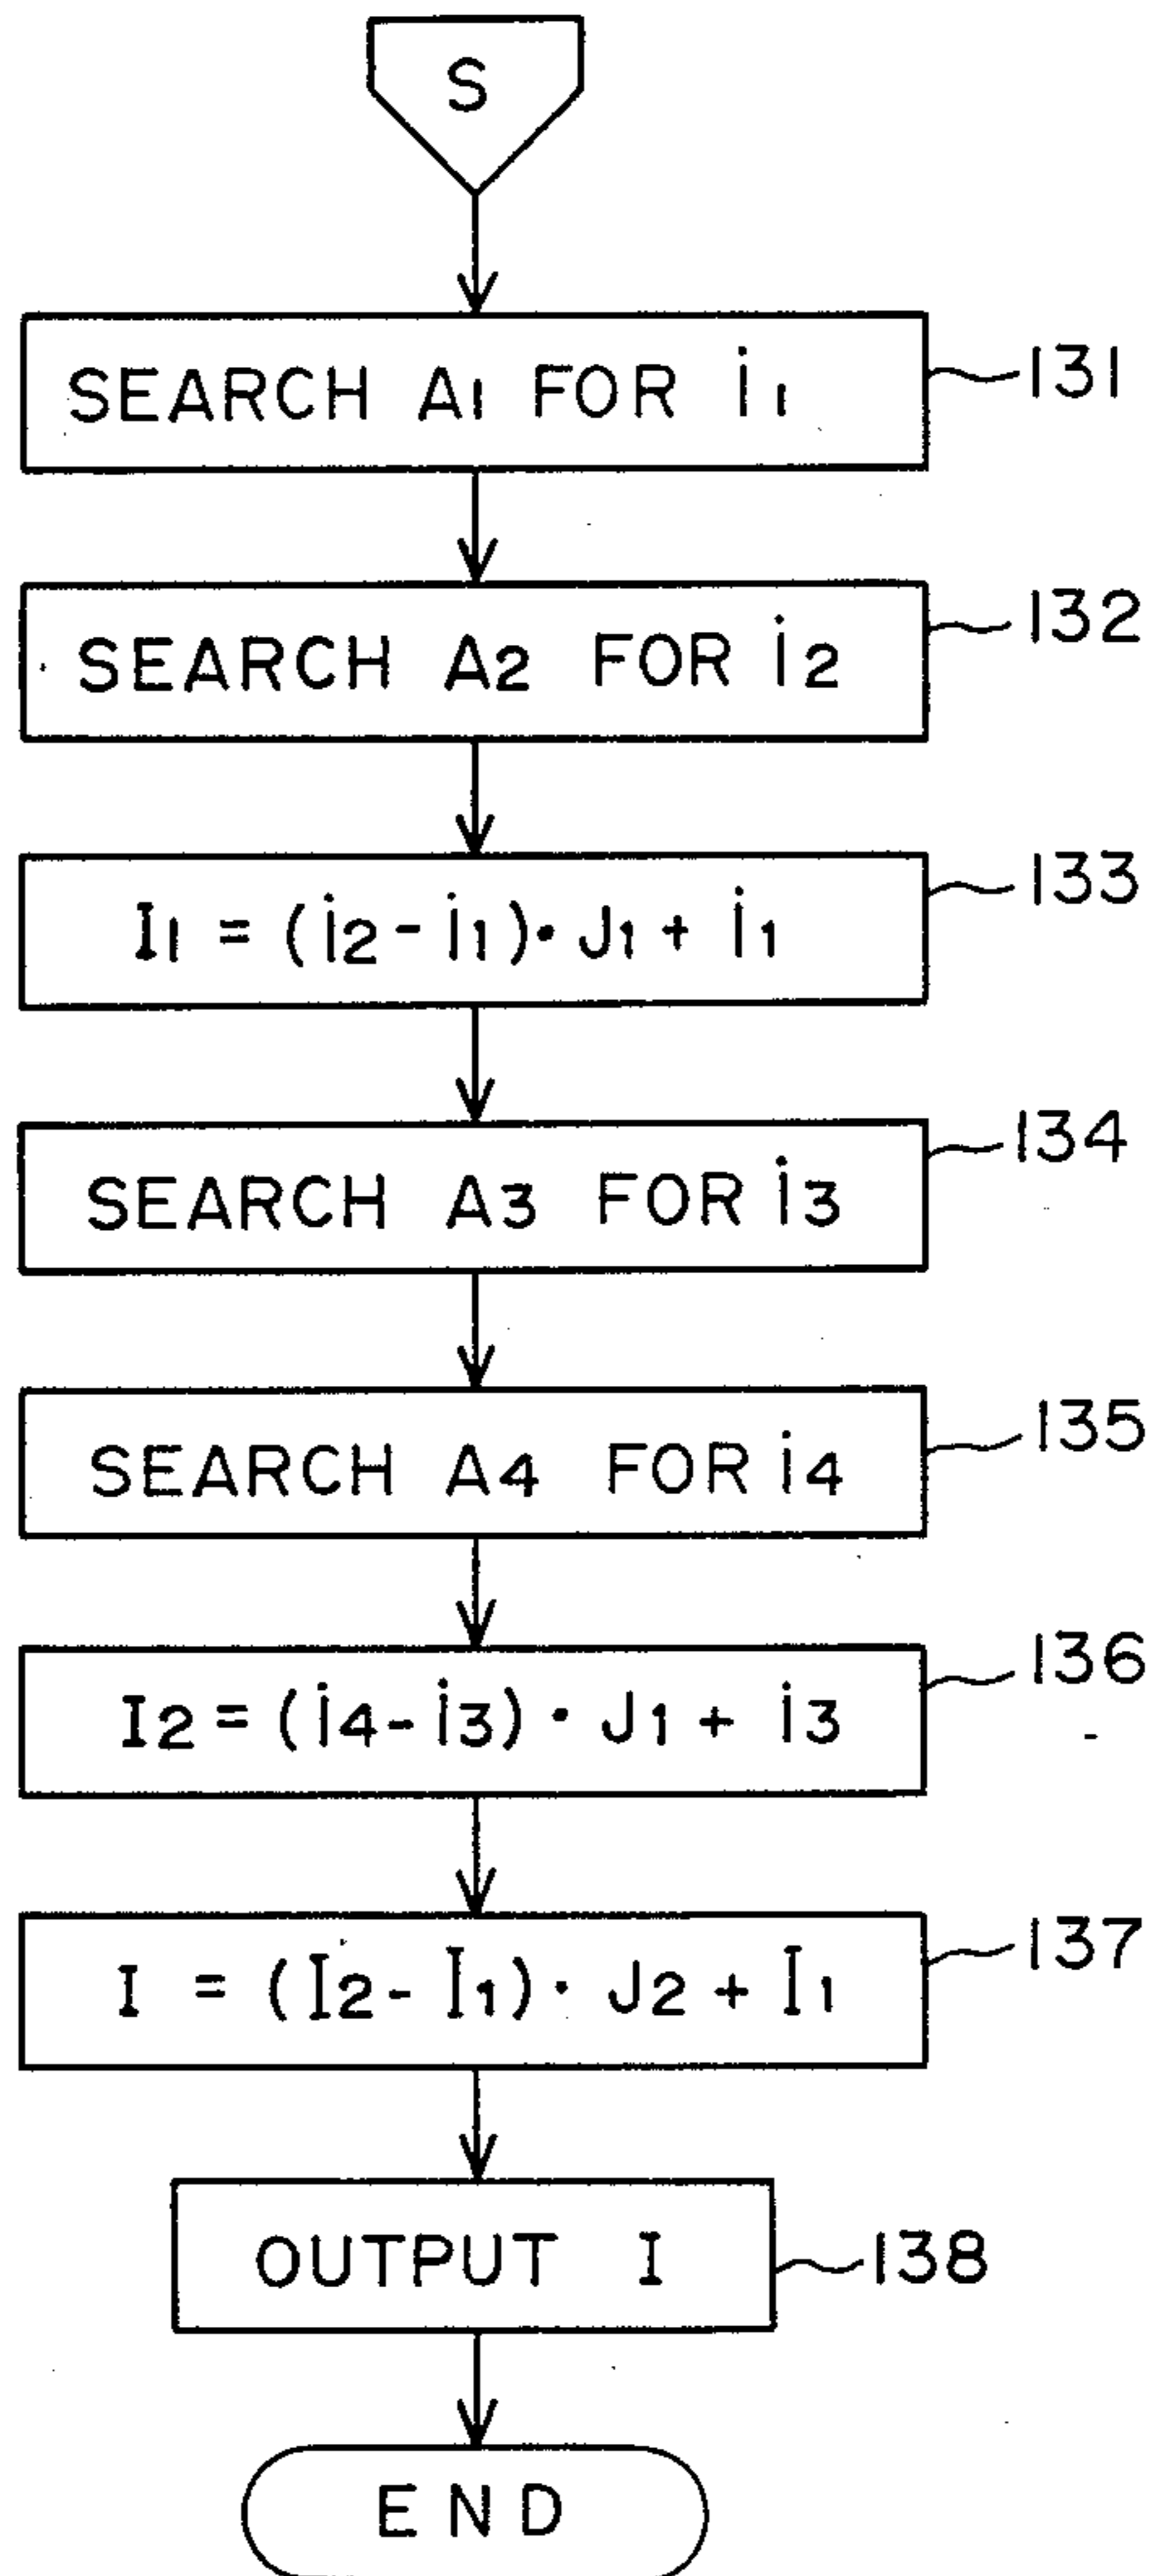 S
SEARCH A1 FOR i1
131
SEARCH A2 FOR i2
132
I1 = (i2 - i1) · J1 + i1
133
SEARCH A3 FOR i3
134
SEARCH A4 FOR i4
135
I2 = (i4 - i3) · J1 + i3
136
I = (I2 - I1) · J2 + I1
137
OUTPUT I
138
END